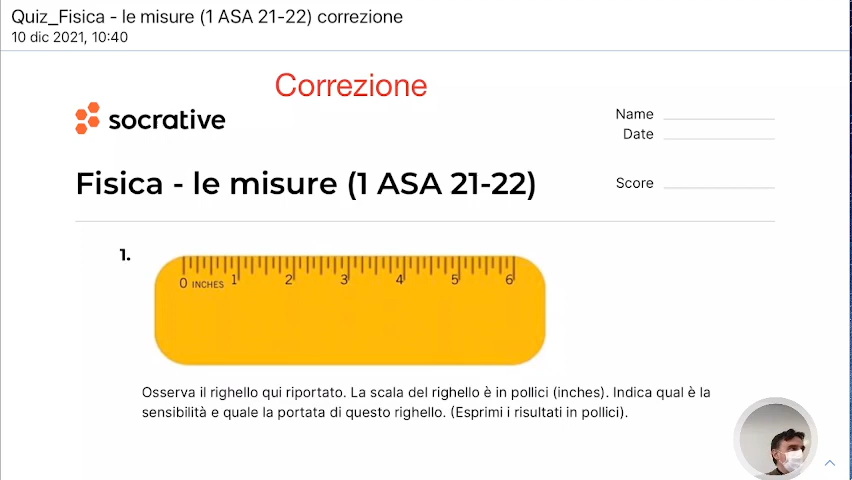 Quiz_Fisica - le misure (1 ASA 21-22) correzione
10 dic 2021, 10:40
Correzione
socrative
Name
Date
Fisica - le misure (1 ASA 21-22)
Score
1.
0 INCHES 1 2 3 4 5 6
Osserva il righello qui riportato. La scala del righello è in pollici (inches). Indica qual è la
sensibilità e quale la portata di questo righello. (Esprimi i risultati in pollici).